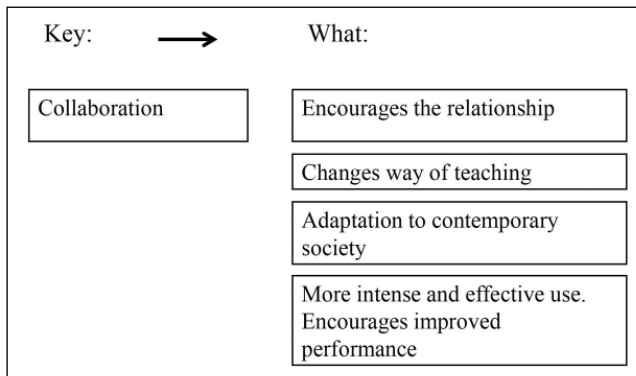 Key:
What:
Collaboration
Encourages the relationship
Changes way of teaching
Adaptation to contemporary
society
More intense and effective use.
Encourages improved
performance